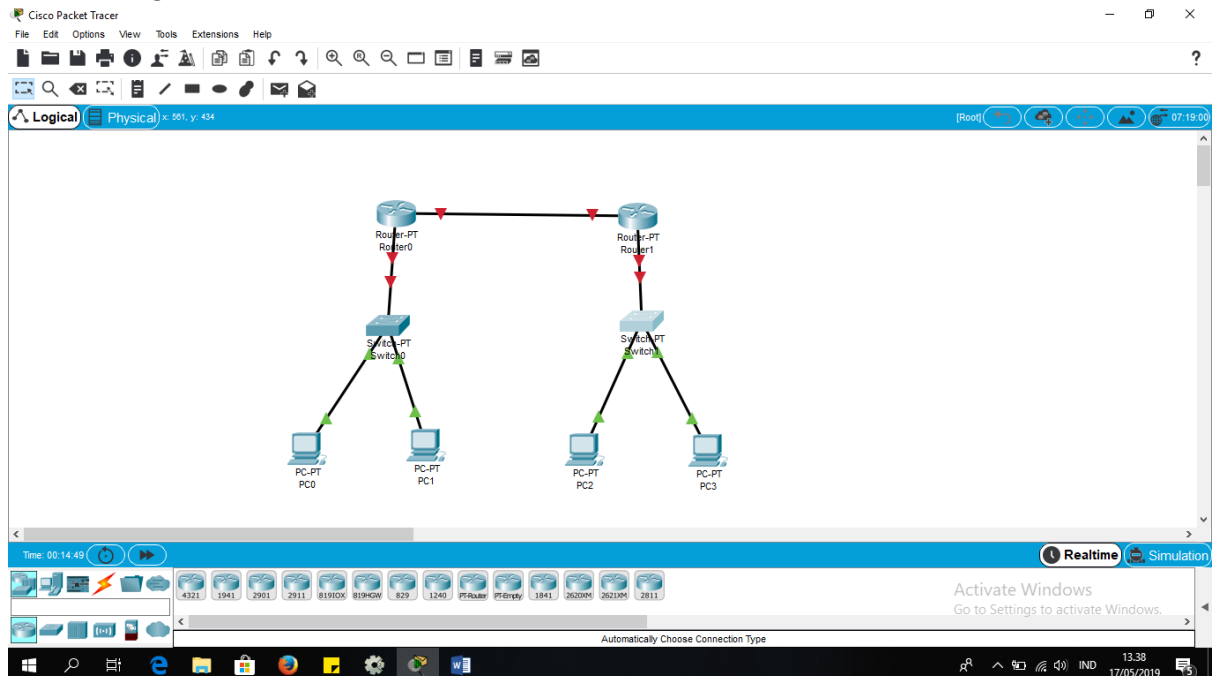 Cisco Packet Tracer
File Edit Options View Tools Extensions Help
?
Logical Physical x: 561, y: 434 [Root] 07:19:00
Router-PT
Router0
Router-PT
Router1
Switch-PT
Switch0
Switch-PT
Switch1
PC-PT
PC0
PC-PT
PC1
PC-PT
PC2
PC-PT
PC3
Time: 00:14:49 Realtime Simulation
4321 1941 2901 2911 819IOX 819HGW 829 1240 PT-Router PT-Empty 1841 2620XM 2621XM 2811
Activate Windows
Go to Settings to activate Windows.
Automatically Choose Connection Type
IND 13.38
17/05/2019
5